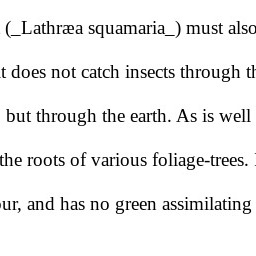 (_Lathræa squamaria_) must also
t does not catch insects through th
but through the earth. As is well
the roots of various foliage-trees.
ur, and has no green assimilating